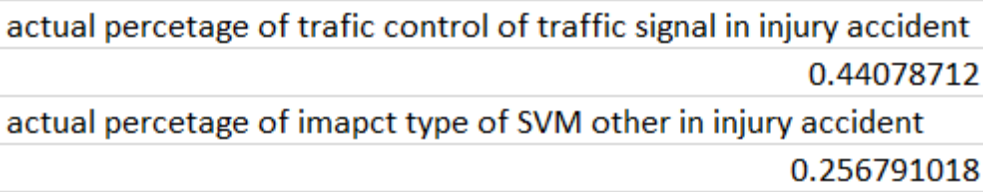 actual percetage of trafic control of traffic signal in injury accident
0.44078712
actual percetage of imapct type of SVM other in injury accident
0.256791018